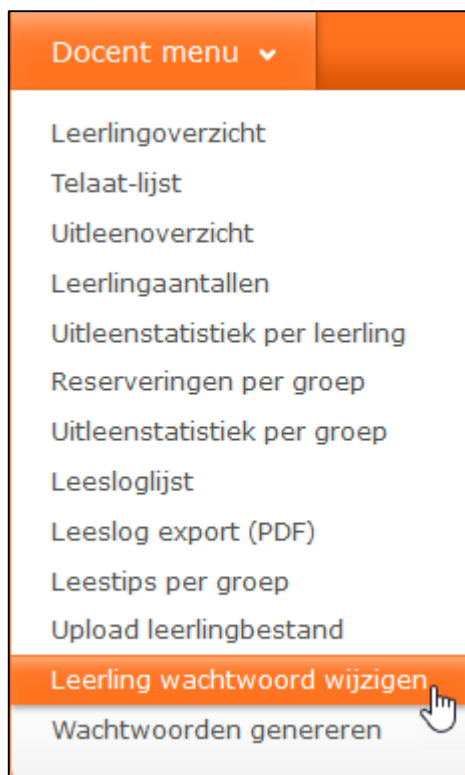 Docent menu
Leerlingoverzicht
Telaat-lijst
Uitleenoverzicht
Leerlingaantallen
Uitleenstatistiek per leerling
Reserveringen per groep
Uitleenstatistiek per groep
Leesloglijst
Leeslog export (PDF)
Leestips per groep
Upload leerlingbestand
Leerling wachtwoord wijzigen
Wachtwoorden genereren